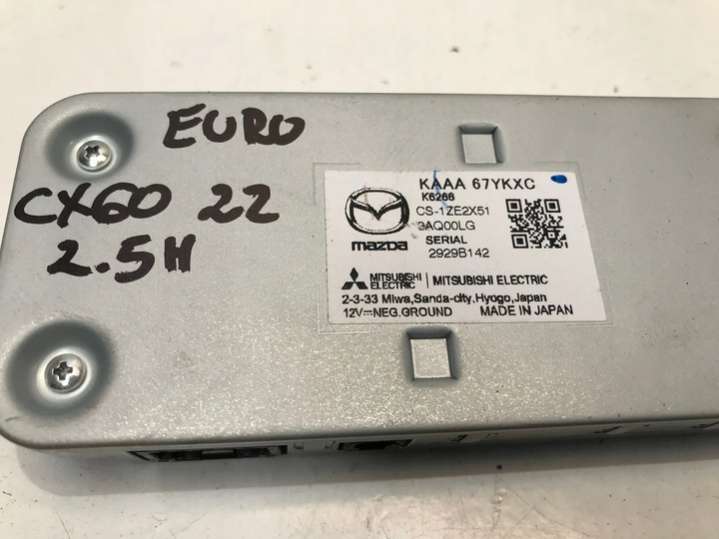 EURO
CX60 22
2.5H
KAAA 67YKXC
K6266
CS-1ZE2X51
3AQ00LG
SERIAL
2929B142
mazda
MITSUBISHI ELECTRIC
MITSUBISHI ELECTRIC
2-3-33 Miwa,Sanda-city,Hyogo,Japan
12V⎓NEG.GROUND MADE IN JAPAN